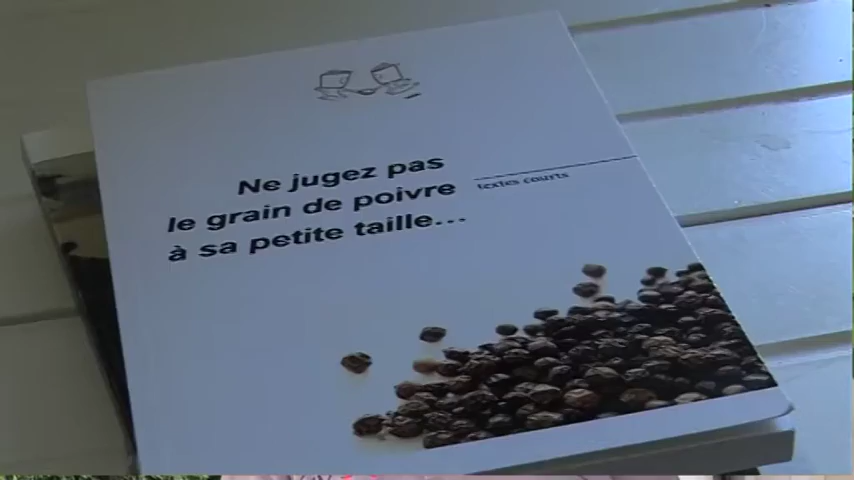 Ne jugez pas
le grain de poivre
à sa petite taille...
textes courts